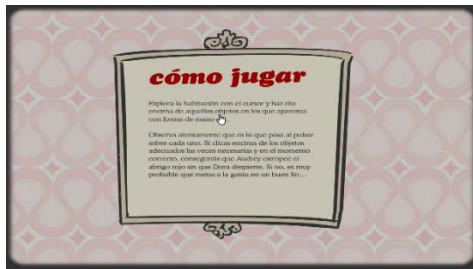 cómo jugar
Explora la habitación con el cursor y haz clic
encima de aquellos objetos en los que aparezca
con forma de mano
Observa atentamente que es lo que pasa al pulsar
sobre cada uno. Si clicas encima de los objetos
adecuados las veces necesarias y en el momento
correcto, conseguirás que Audrey estropee el
abrigo rojo sin que Dora despierte. Si no, es muy
probable que metas a la gatita en un buen lío...